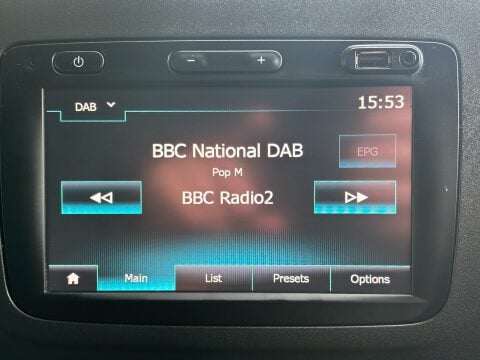 − +
DAB 15:53
BBC National DAB
EPG
Pop M
BBC Radio2
Main List Presets Options